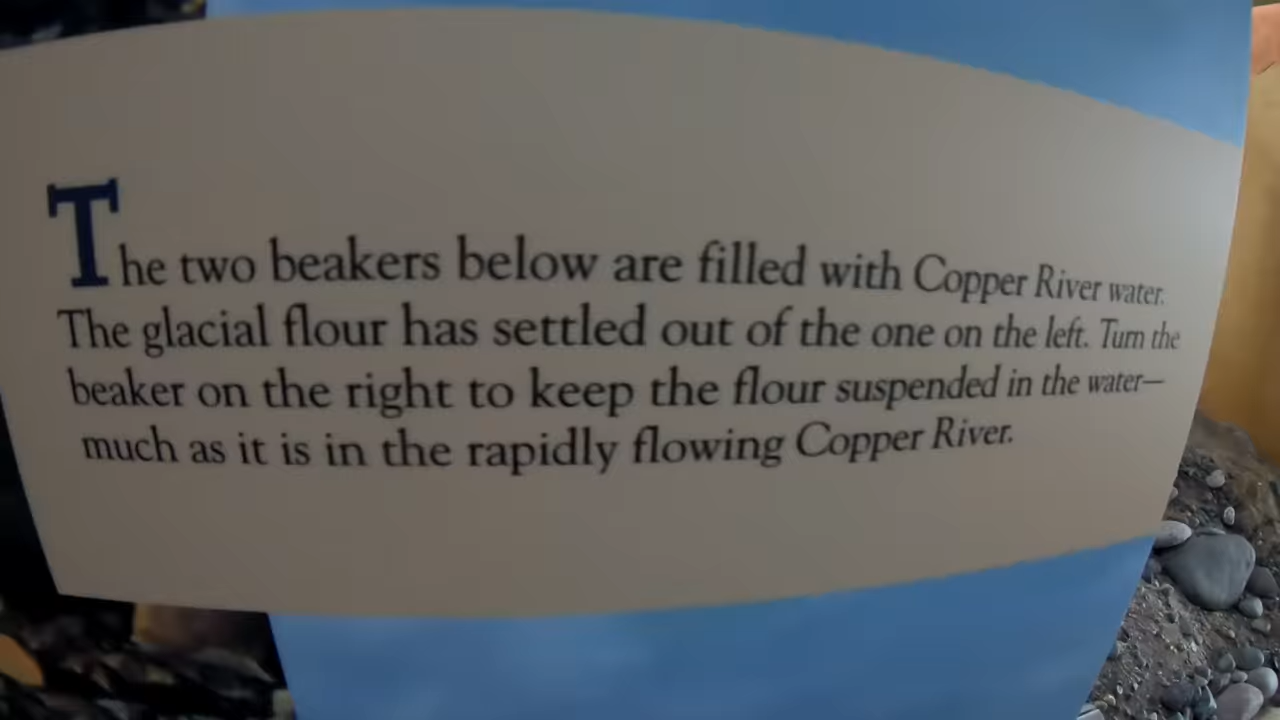 The two beakers below are filled with Copper River water.
The glacial flour has settled out of the one on the left. Turn the
beaker on the right to keep the flour suspended in the water—
much as it is in the rapidly flowing Copper River.